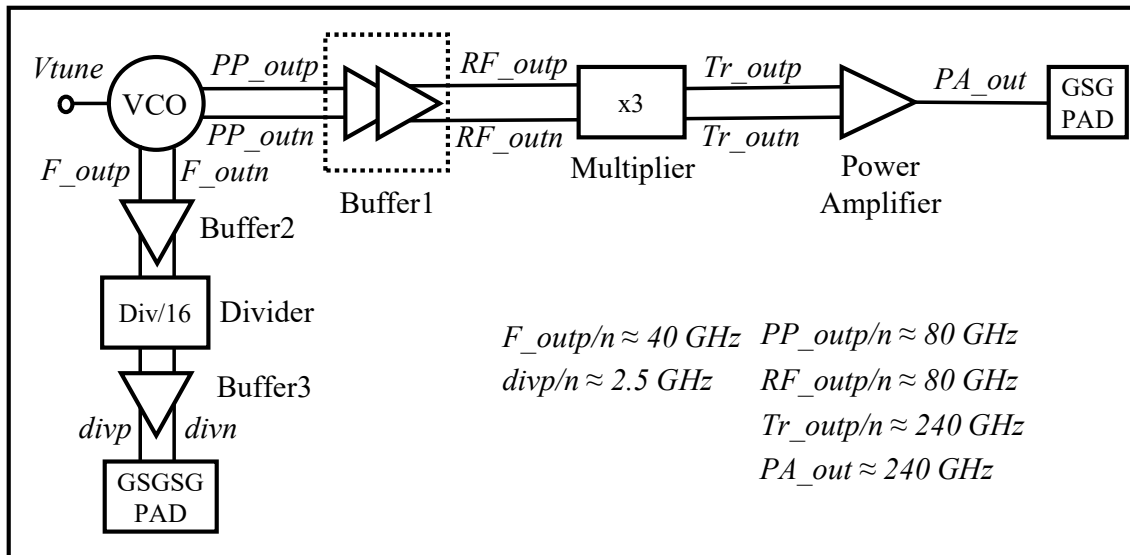 Vtune
VCO
PP_outp
PP_outn
F_outp
F_outn
Buffer1
RF_outp
RF_outn
x3
Multiplier
Tr_outp
Tr_outn
Power
Amplifier
PA_out
GSG
PAD
Buffer2
Div/16
Divider
Buffer3
divp
divn
GSGSG
PAD
F_outp/n ≈ 40 GHz
divp/n ≈ 2.5 GHz
PP_outp/n ≈ 80 GHz
RF_outp/n ≈ 80 GHz
Tr_outp/n ≈ 240 GHz
PA_out ≈ 240 GHz